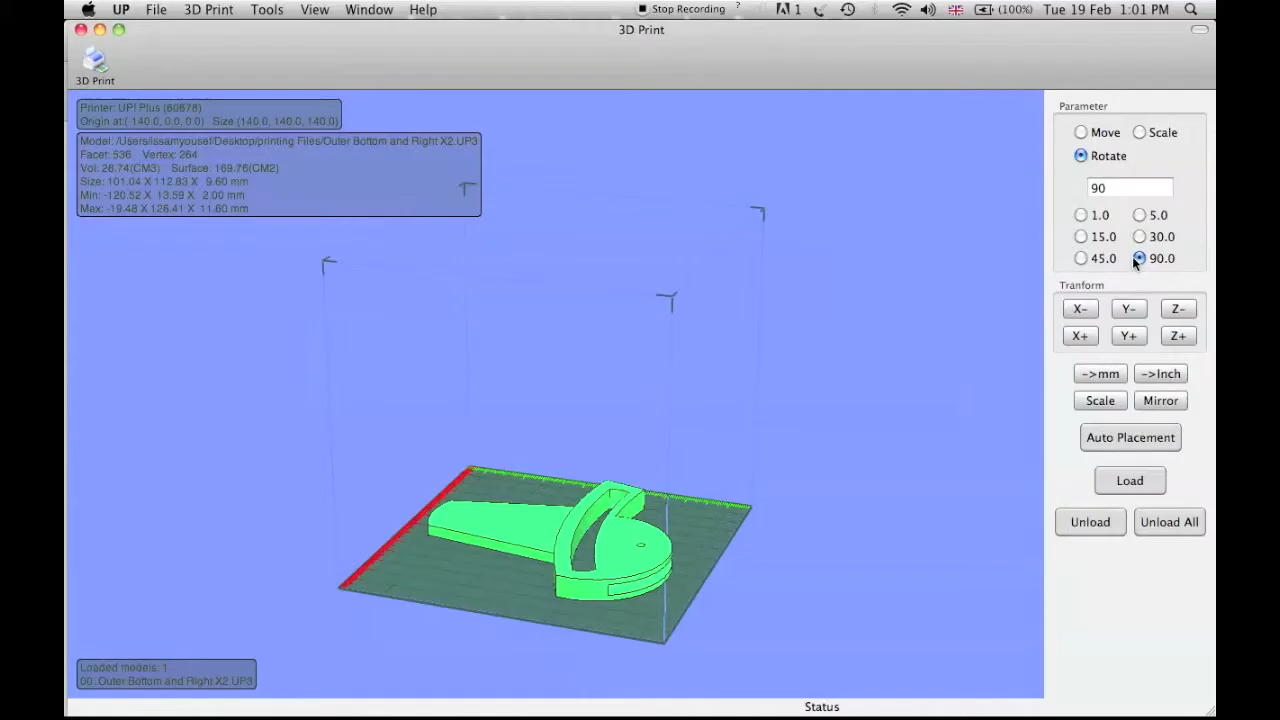 UP File 3D Print Tools View Window Help Stop Recording ? 1 (100%) Tue 19 Feb 1:01 PM
3D Print
3D Print
Printer: UP! Plus (60678)
Origin at:( 140.0, 0.0, 0.0) Size (140.0, 140.0, 140.0)
Model: /Users/issamyousef/Desktop/printing Files/Outer Bottom and Right X2.UP3
Facet: 536 Vertex: 264
Vol: 26.74(CM3) Surface: 169.76(CM2)
Size: 101.04 X 112.83 X 9.60 mm
Min: -120.52 X 13.59 X 2.00 mm
Max: -19.48 X 126.41 X 11.60 mm
Parameter
Move Scale
Rotate
90
1.0 5.0
15.0 30.0
45.0 90.0
Tranform
X- Y- Z-
X+ Y+ Z+
->mm ->Inch
Scale Mirror
Auto Placement
Load
Unload Unload All
Loaded models: 1
00: Outer Bottom and Right X2.UP3
Status